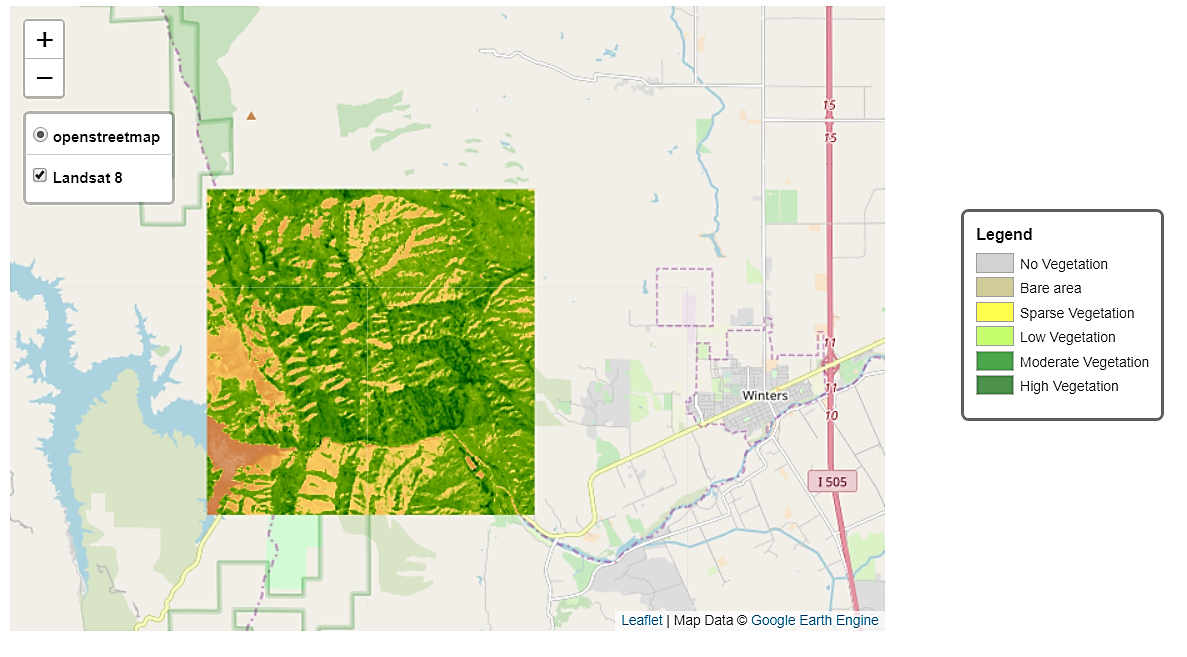 +
−
openstreetmap
Landsat 8
15
15
11
11
10
Winters
I 505
Legend
No Vegetation
Bare area
Sparse Vegetation
Low Vegetation
Moderate Vegetation
High Vegetation
Leaflet | Map Data © Google Earth Engine